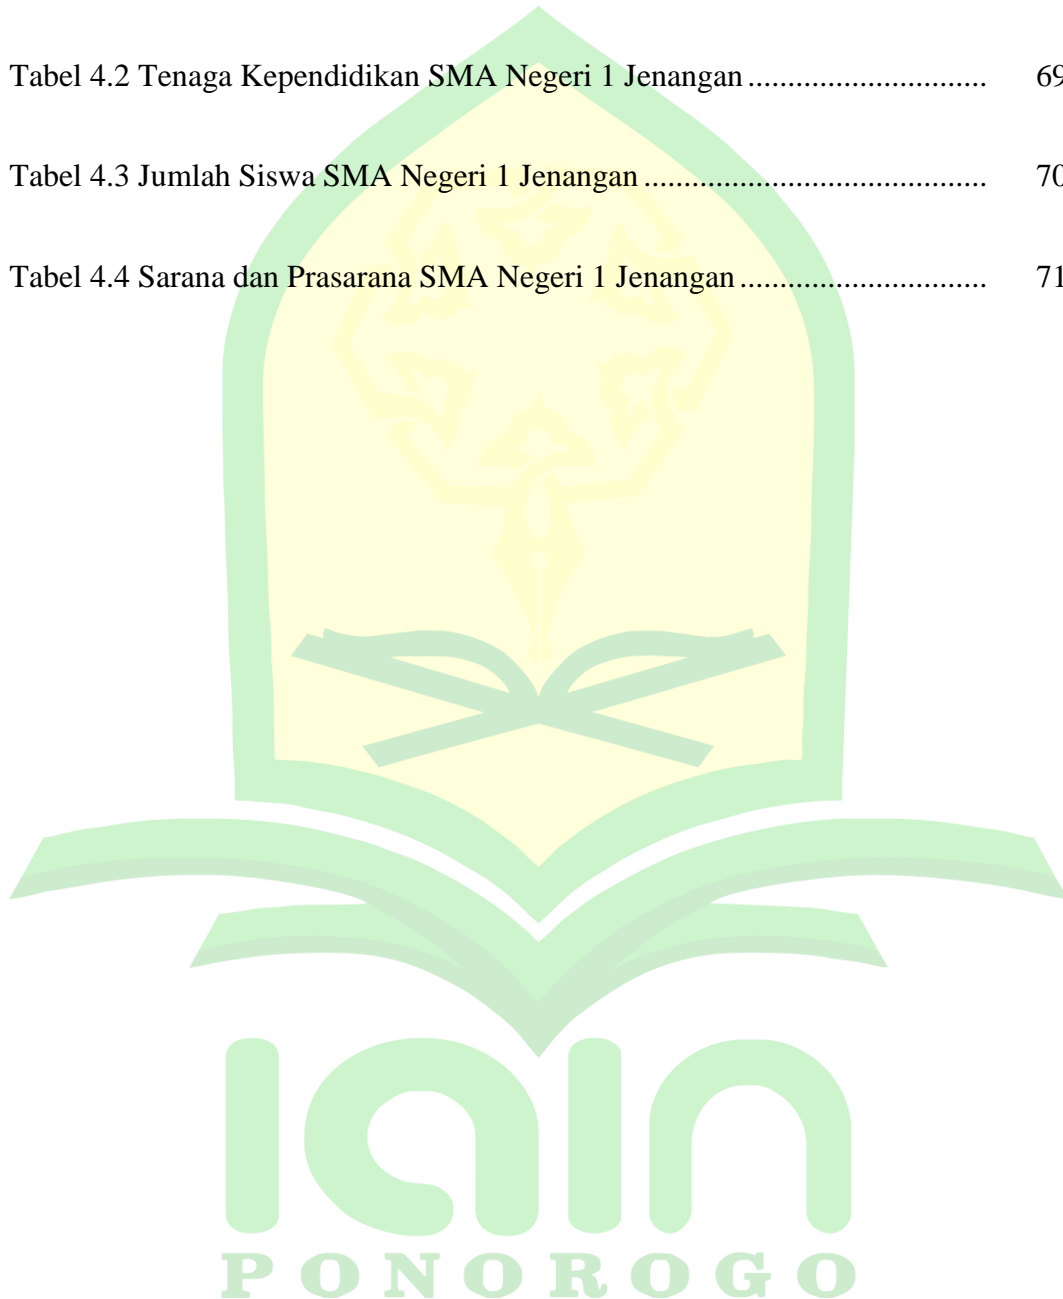 Tabel 4.2 Tenaga Kependidikan SMA Negeri 1 Jenangan .............................. 69
Tabel 4.3 Jumlah Siswa SMA Negeri 1 Jenangan ........................................... 70
Tabel 4.4 Sarana dan Prasarana SMA Negeri 1 Jenangan ............................... 71
iain
PONOROGO